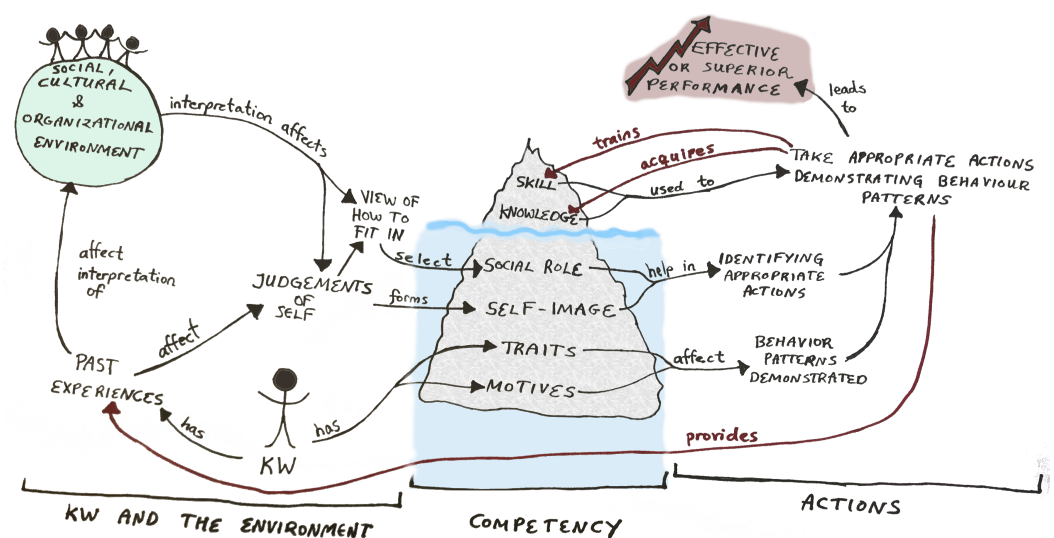 SOCIAL,
CULTURAL
&
ORGANIZATIONAL
ENVIRONMENT
interpretation affects
VIEW OF
HOW TO
FIT IN
select
JUDGEMENTS
OF
SELF
forms
affect
interpretation
of
affect
PAST
EXPERIENCES
has
KW
has
SKILL
KNOWLEDGE
SOCIAL ROLE
SELF-IMAGE
TRAITS
MOTIVES
trains
acquires
used to
help in
affect
EFFECTIVE
OR SUPERIOR
PERFORMANCE
leads
to
TAKE APPROPRIATE ACTIONS
DEMONSTRATING BEHAVIOUR
PATTERNS
IDENTIFYING
APPROPRIATE
ACTIONS
BEHAVIOR
PATTERNS
DEMONSTRATED
provides
KW AND THE ENVIRONMENT
COMPETENCY
ACTIONS